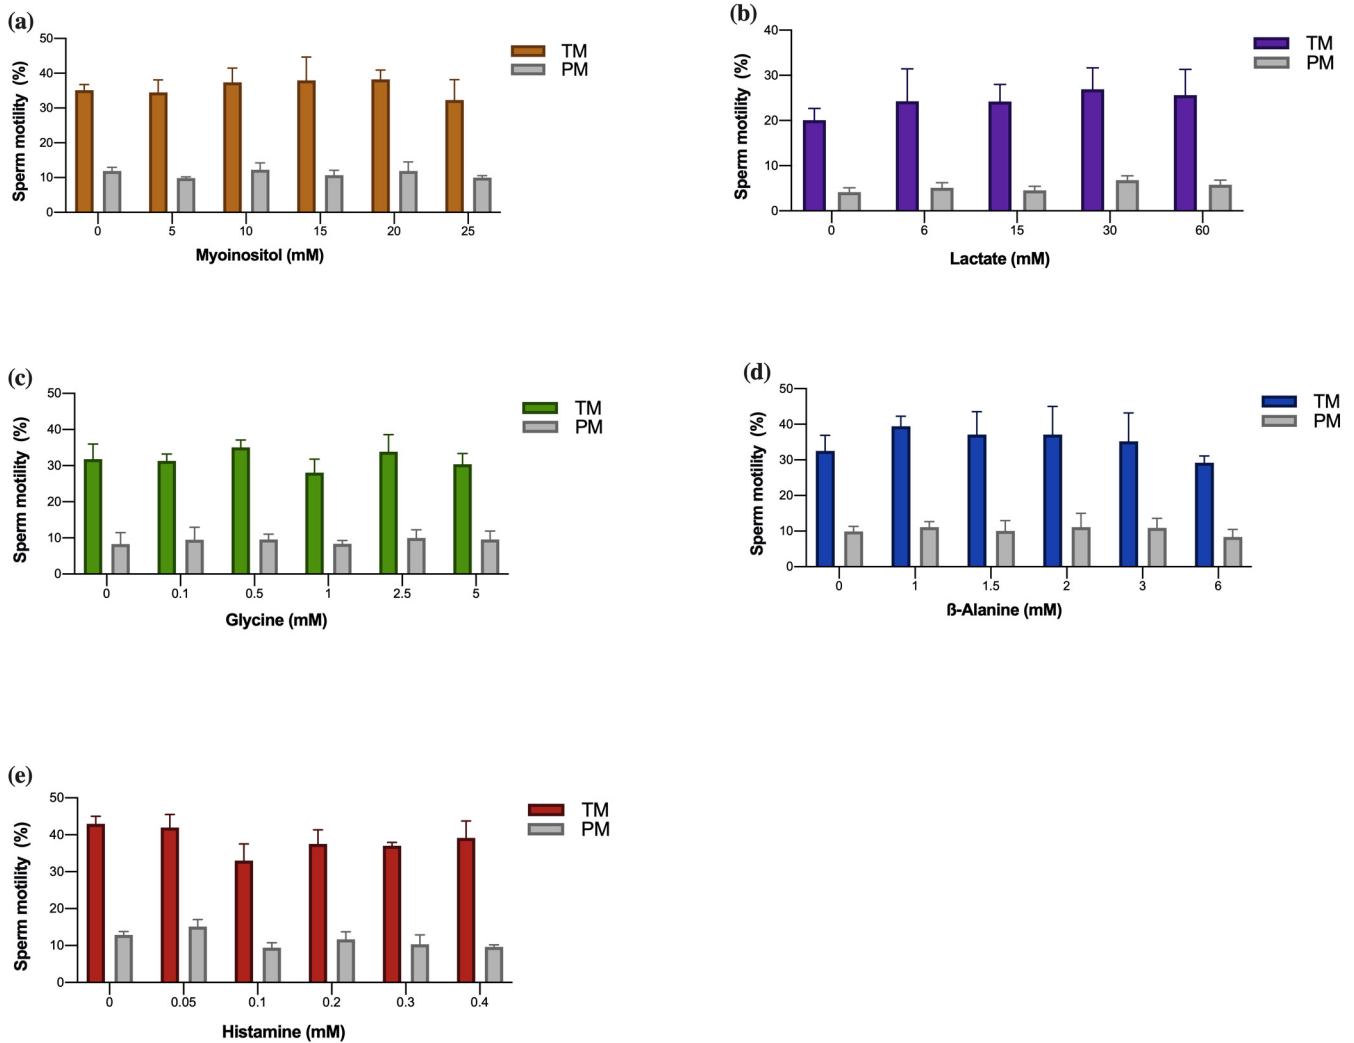 (a)
50
40
30
20
10
0
Sperm motility (%)
0 5 10 15 20 25
Myoinositol (mM)
TM
PM
(b)
40
30
20
10
0
Sperm motility (%)
0 6 15 30 60
Lactate (mM)
TM
PM
(c)
50
40
30
20
10
0
Sperm motility (%)
0 0.1 0.5 1 2.5 5
Glycine (mM)
TM
PM
(d)
50
40
30
20
10
0
Sperm motility (%)
0 1 1.5 2 3 6
ß-Alanine (mM)
TM
PM
(e)
50
40
30
20
10
0
Sperm motility (%)
0 0.05 0.1 0.2 0.3 0.4
Histamine (mM)
TM
PM